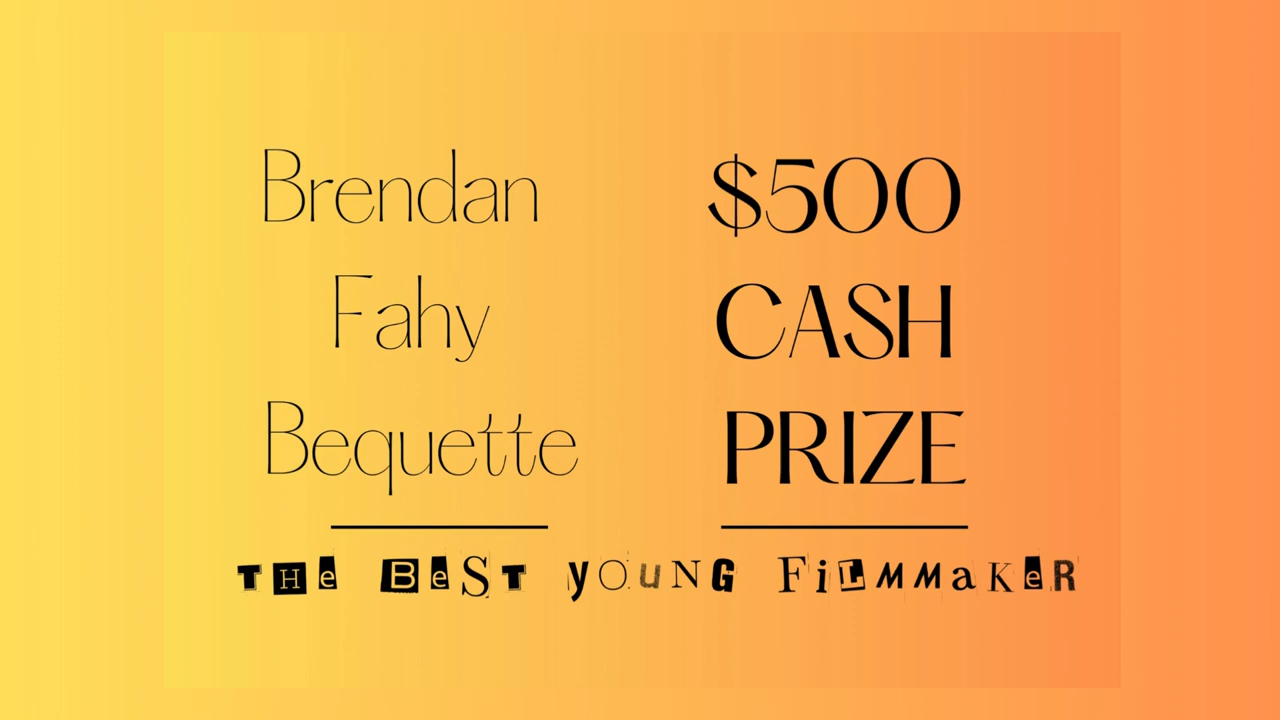 Brendan
Fahy
Bequette
$500
CASH
PRIZE
THe BeST yOuNG FiLMMaKeR